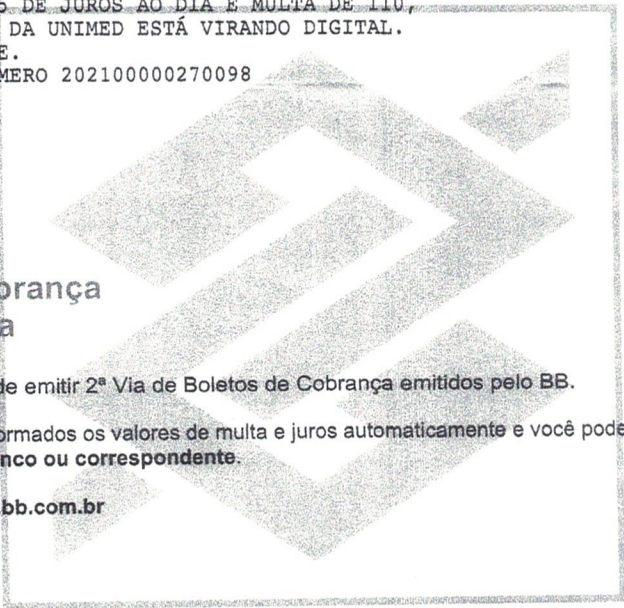 DE JUROS AO DIA E MULTA DE 110,
DA UNIMED ESTÁ VIRANDO DIGITAL.
E.
MERO 202100000270098
brança
a
de emitir 2ª Via de Boletos de Cobrança emitidos pelo BB.
ormados os valores de multa e juros automaticamente e você pode
nco ou correspondente.
bb.com.br